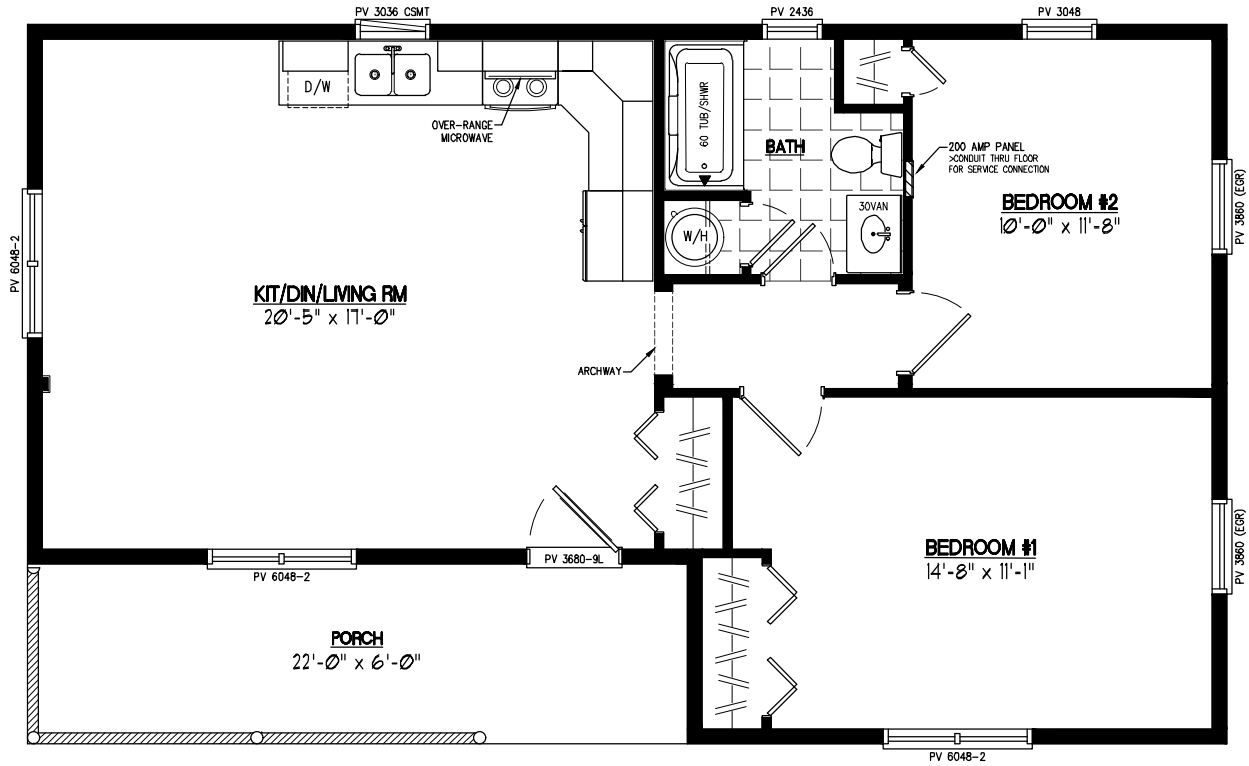 PV 3036 CSMT
PV 2436
PV 3048
D/W
OVER-RANGE
MICROWAVE
60 TUB/SHWR
BATH
200 AMP PANEL
>CONDUIT THRU FLOOR
FOR SERVICE CONNECTION
PV 3860 (EGR)
BEDROOM #2
10'-0" x 11'-8"
30VAN
W/H
PV 6048-2
KIT/DIN/LIVING RM
20'-5" x 17'-0"
ARCHWAY
BEDROOM #1
14'-8" x 11'-1"
PV 3860 (EGR)
PV 3680-9L
PV 6048-2
PORCH
22'-0" x 6'-0"
PV 6048-2